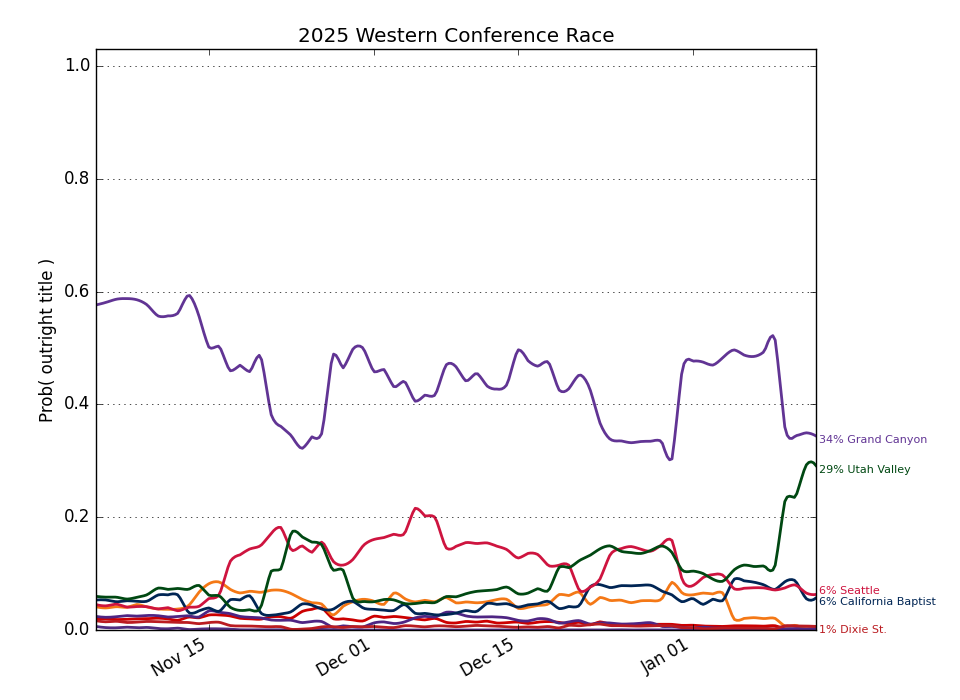 2025 Western Conference Race
1.0
0.8
0.6
0.4
0.2
0.0
Prob( outright title )
34% Grand Canyon
29% Utah Valley
6% Seattle
6% California Baptist
1% Dixie St.
Nov 15
Dec 01
Dec 15
Jan 01